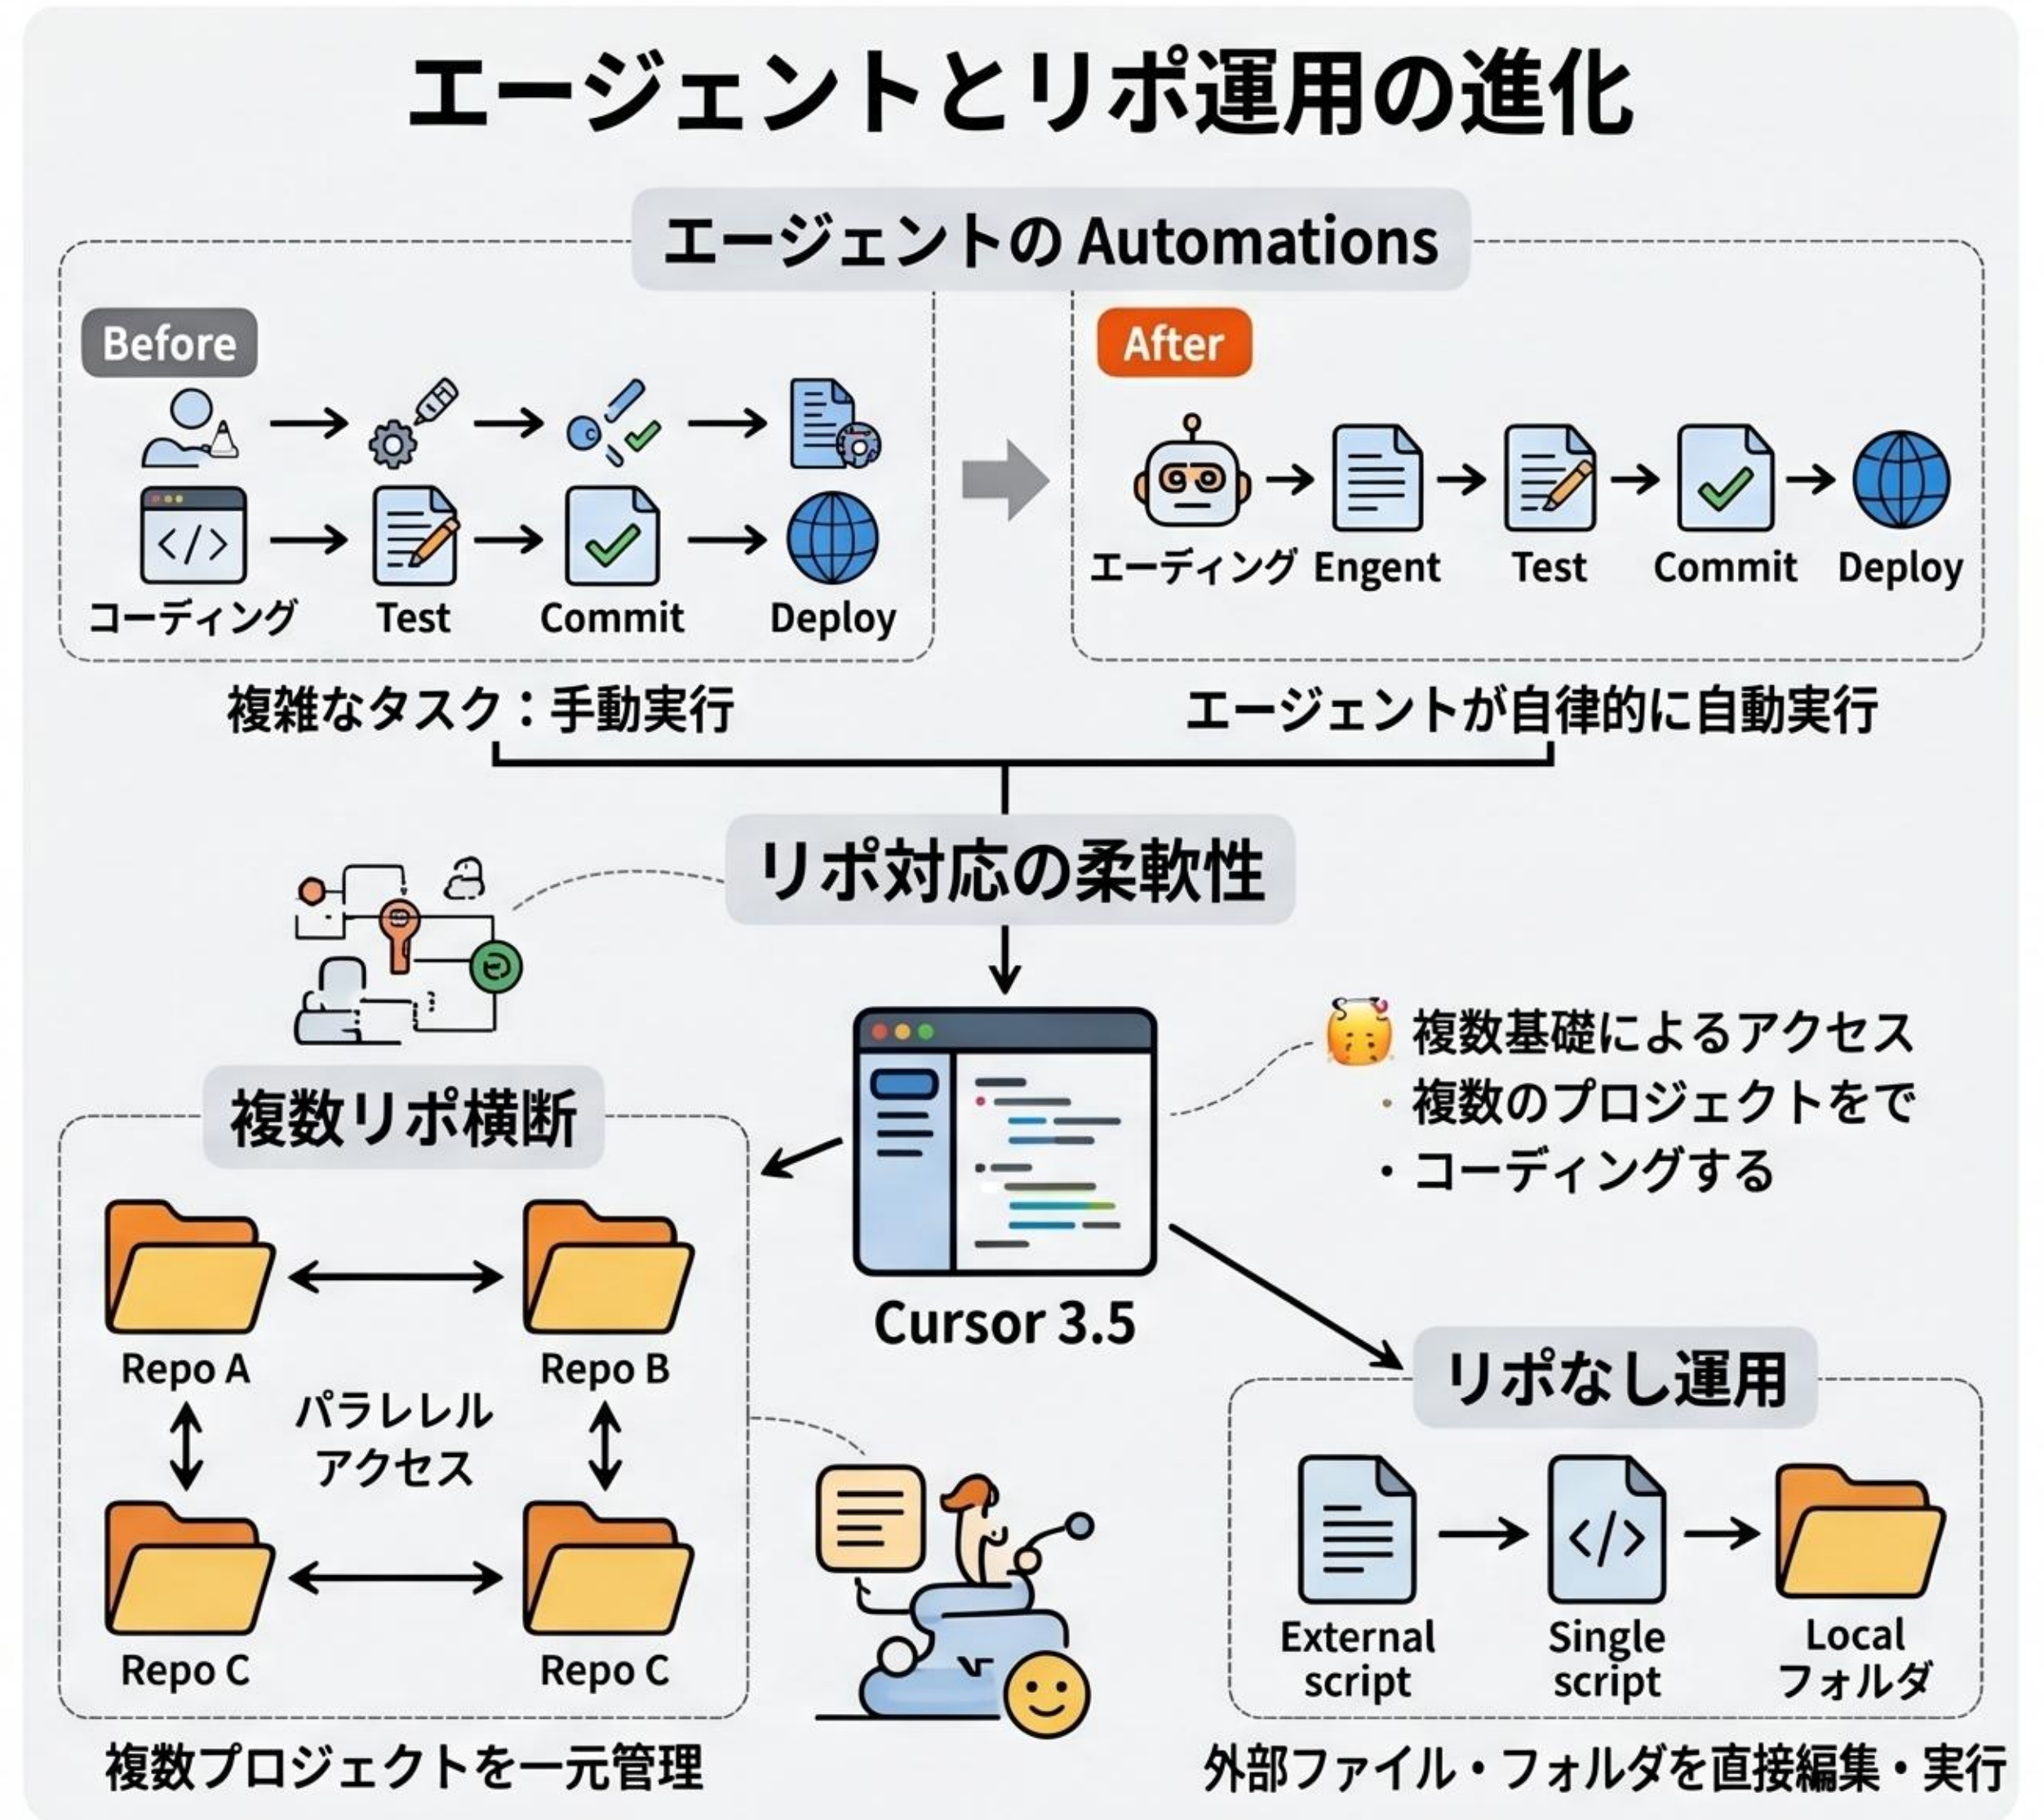 エージェントとリポ運用の進化
エージェントの Automations
Before
コーディング
Test
Commit
Deploy
After
エーディング
Engent
Test
Commit
Deploy
複雑なタスク：手動実行
エージェントが自律的に自動実行
リポ対応の柔軟性
複数基礎によるアクセス
・複数のプロジェクトをで
・コーディングする
Cursor 3.5
複数リポ横断
Repo A
Repo B
パラレレル
アクセス
Repo C
Repo C
複数プロジェクトを一元管理
リポなし運用
External
script
Single
script
Local
フォルダ
外部ファイル・フォルダを直接編集・実行